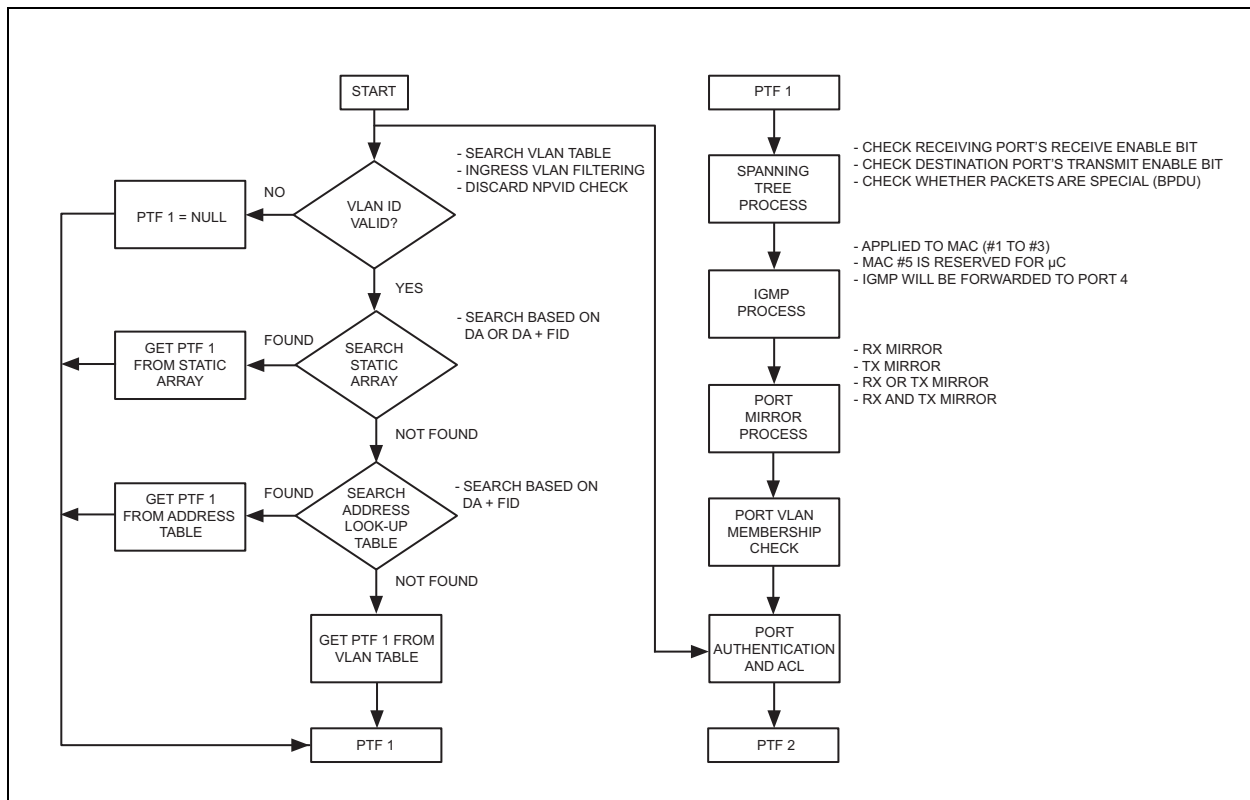 START
- SEARCH VLAN TABLE
- INGRESS VLAN FILTERING
- DISCARD NPVID CHECK
VLAN ID
VALID?
NO
PTF 1 = NULL
YES
- SEARCH BASED ON
DA OR DA + FID
SEARCH
STATIC
ARRAY
FOUND
GET PTF 1
FROM STATIC
ARRAY
NOT FOUND
- SEARCH BASED ON
DA + FID
SEARCH
ADDRESS
LOOK-UP
TABLE
FOUND
GET PTF 1
FROM ADDRESS
TABLE
NOT FOUND
GET PTF 1 FROM
VLAN TABLE
PTF 1
PTF 1
- CHECK RECEIVING PORT'S RECEIVE ENABLE BIT
- CHECK DESTINATION PORT'S TRANSMIT ENABLE BIT
- CHECK WHETHER PACKETS ARE SPECIAL (BPDU)
SPANNING
TREE
PROCESS
- APPLIED TO MAC (#1 TO #3)
- MAC #5 IS RESERVED FOR µC
- IGMP WILL BE FORWARDED TO PORT 4
IGMP
PROCESS
- RX MIRROR
- TX MIRROR
- RX OR TX MIRROR
- RX AND TX MIRROR
PORT
MIRROR
PROCESS
PORT VLAN
MEMBERSHIP
CHECK
PORT
AUTHENTICATION
AND ACL
PTF 2